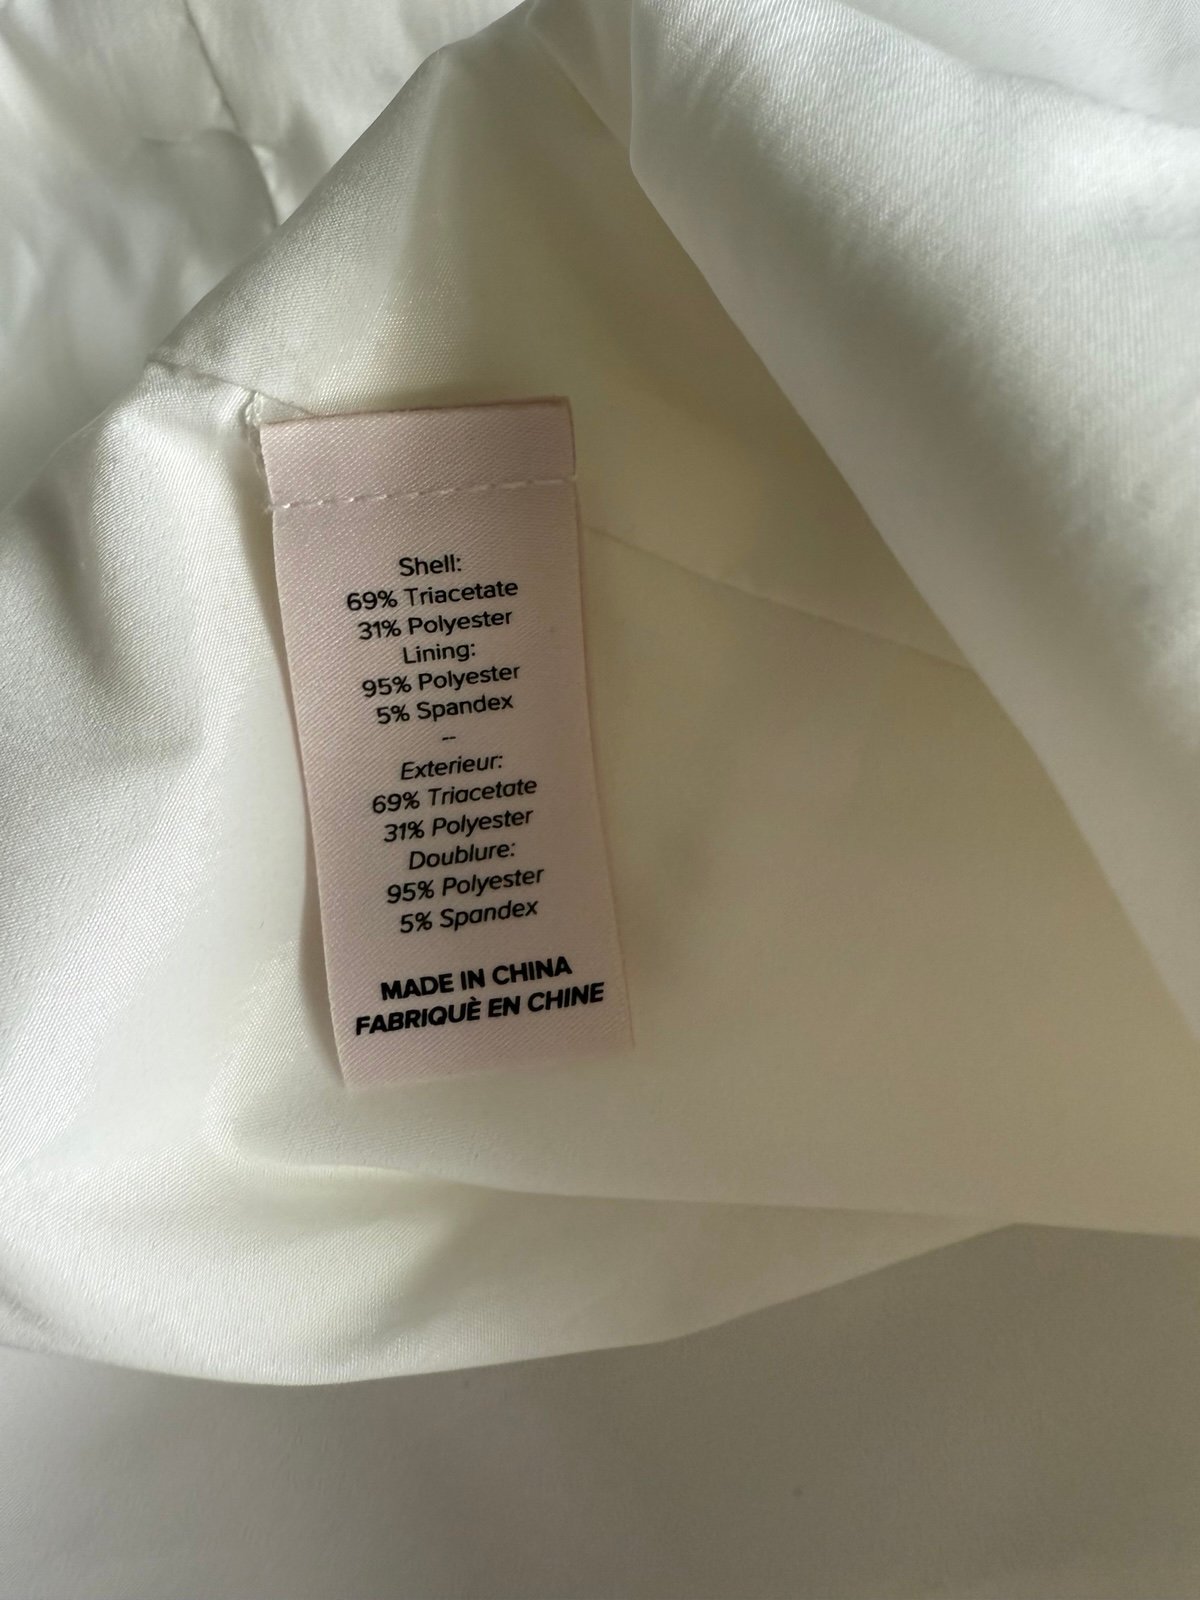 Shell:
69% Triacetate
31% Polyester
Lining:
95% Polyester
5% Spandex
--
Exterieur:
69% Triacetate
31% Polyester
Doublure:
95% Polyester
5% Spandex
MADE IN CHINA
FABRIQUÈ EN CHINE